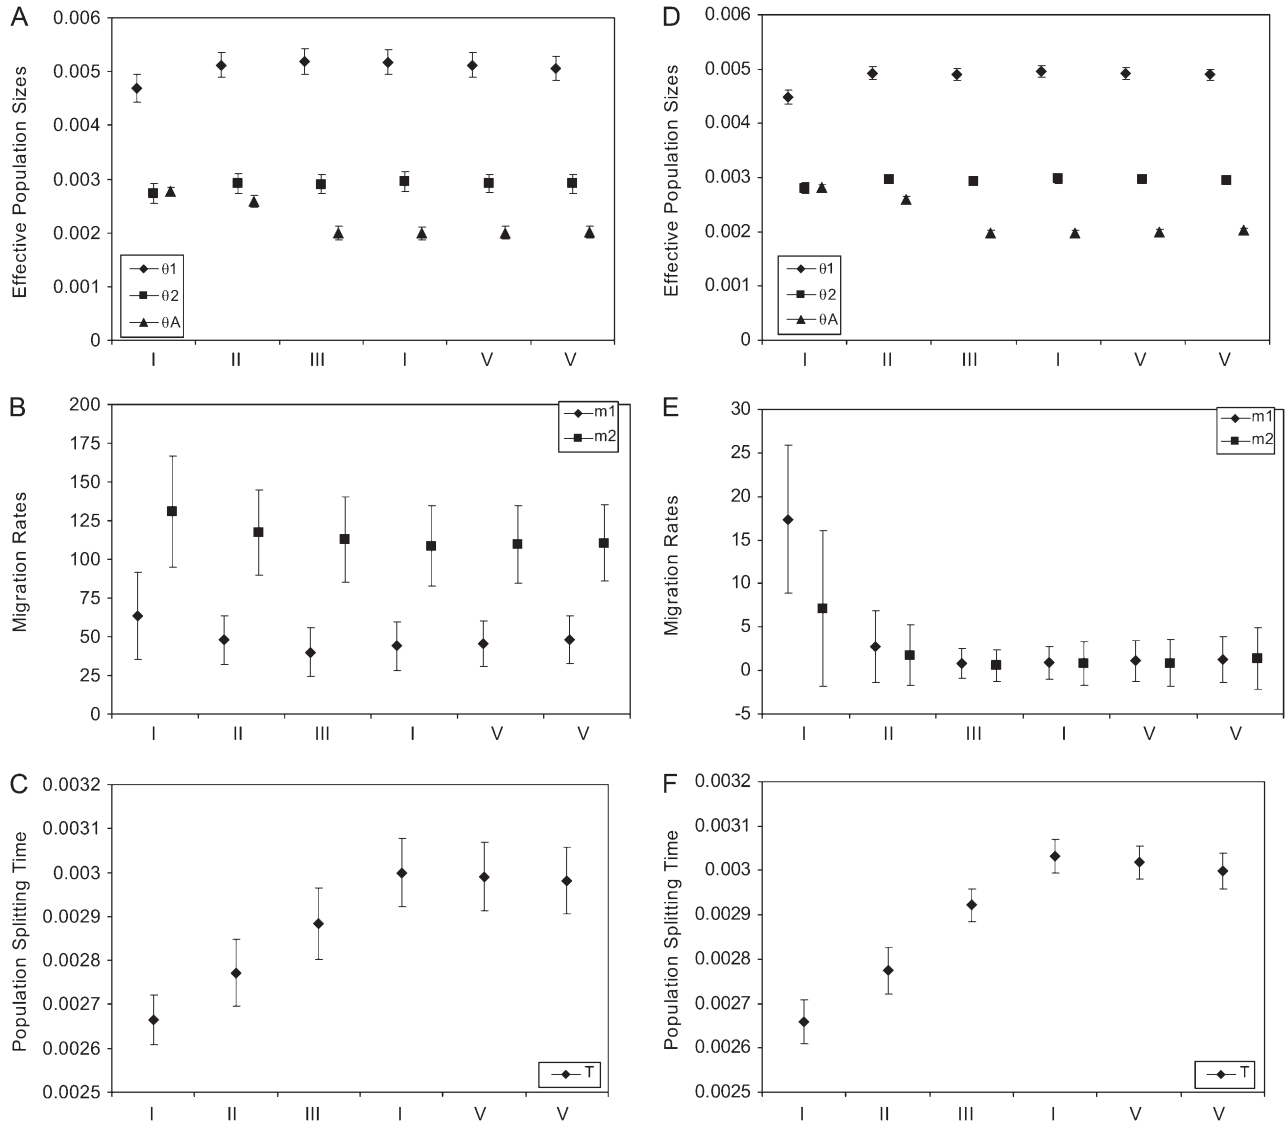 A
Effective Population Sizes
0.006
0.005
0.004
0.003
0.002
0.001
0
θ1
θ2
θA
I II III I V V
D
Effective Population Sizes
0.006
0.005
0.004
0.003
0.002
0.001
0
θ1
θ2
θA
I II III I V V
B
Migration Rates
200
175
150
125
100
75
50
25
0
m1
m2
I II III I V V
E
Migration Rates
30
25
20
15
10
5
0
-5
m1
m2
I II III I V V
C
Population Splitting Time
0.0032
0.0031
0.003
0.0029
0.0028
0.0027
0.0026
0.0025
T
I II III I V V
F
Population Splitting Time
0.0032
0.0031
0.003
0.0029
0.0028
0.0027
0.0026
0.0025
T
I II III I V V